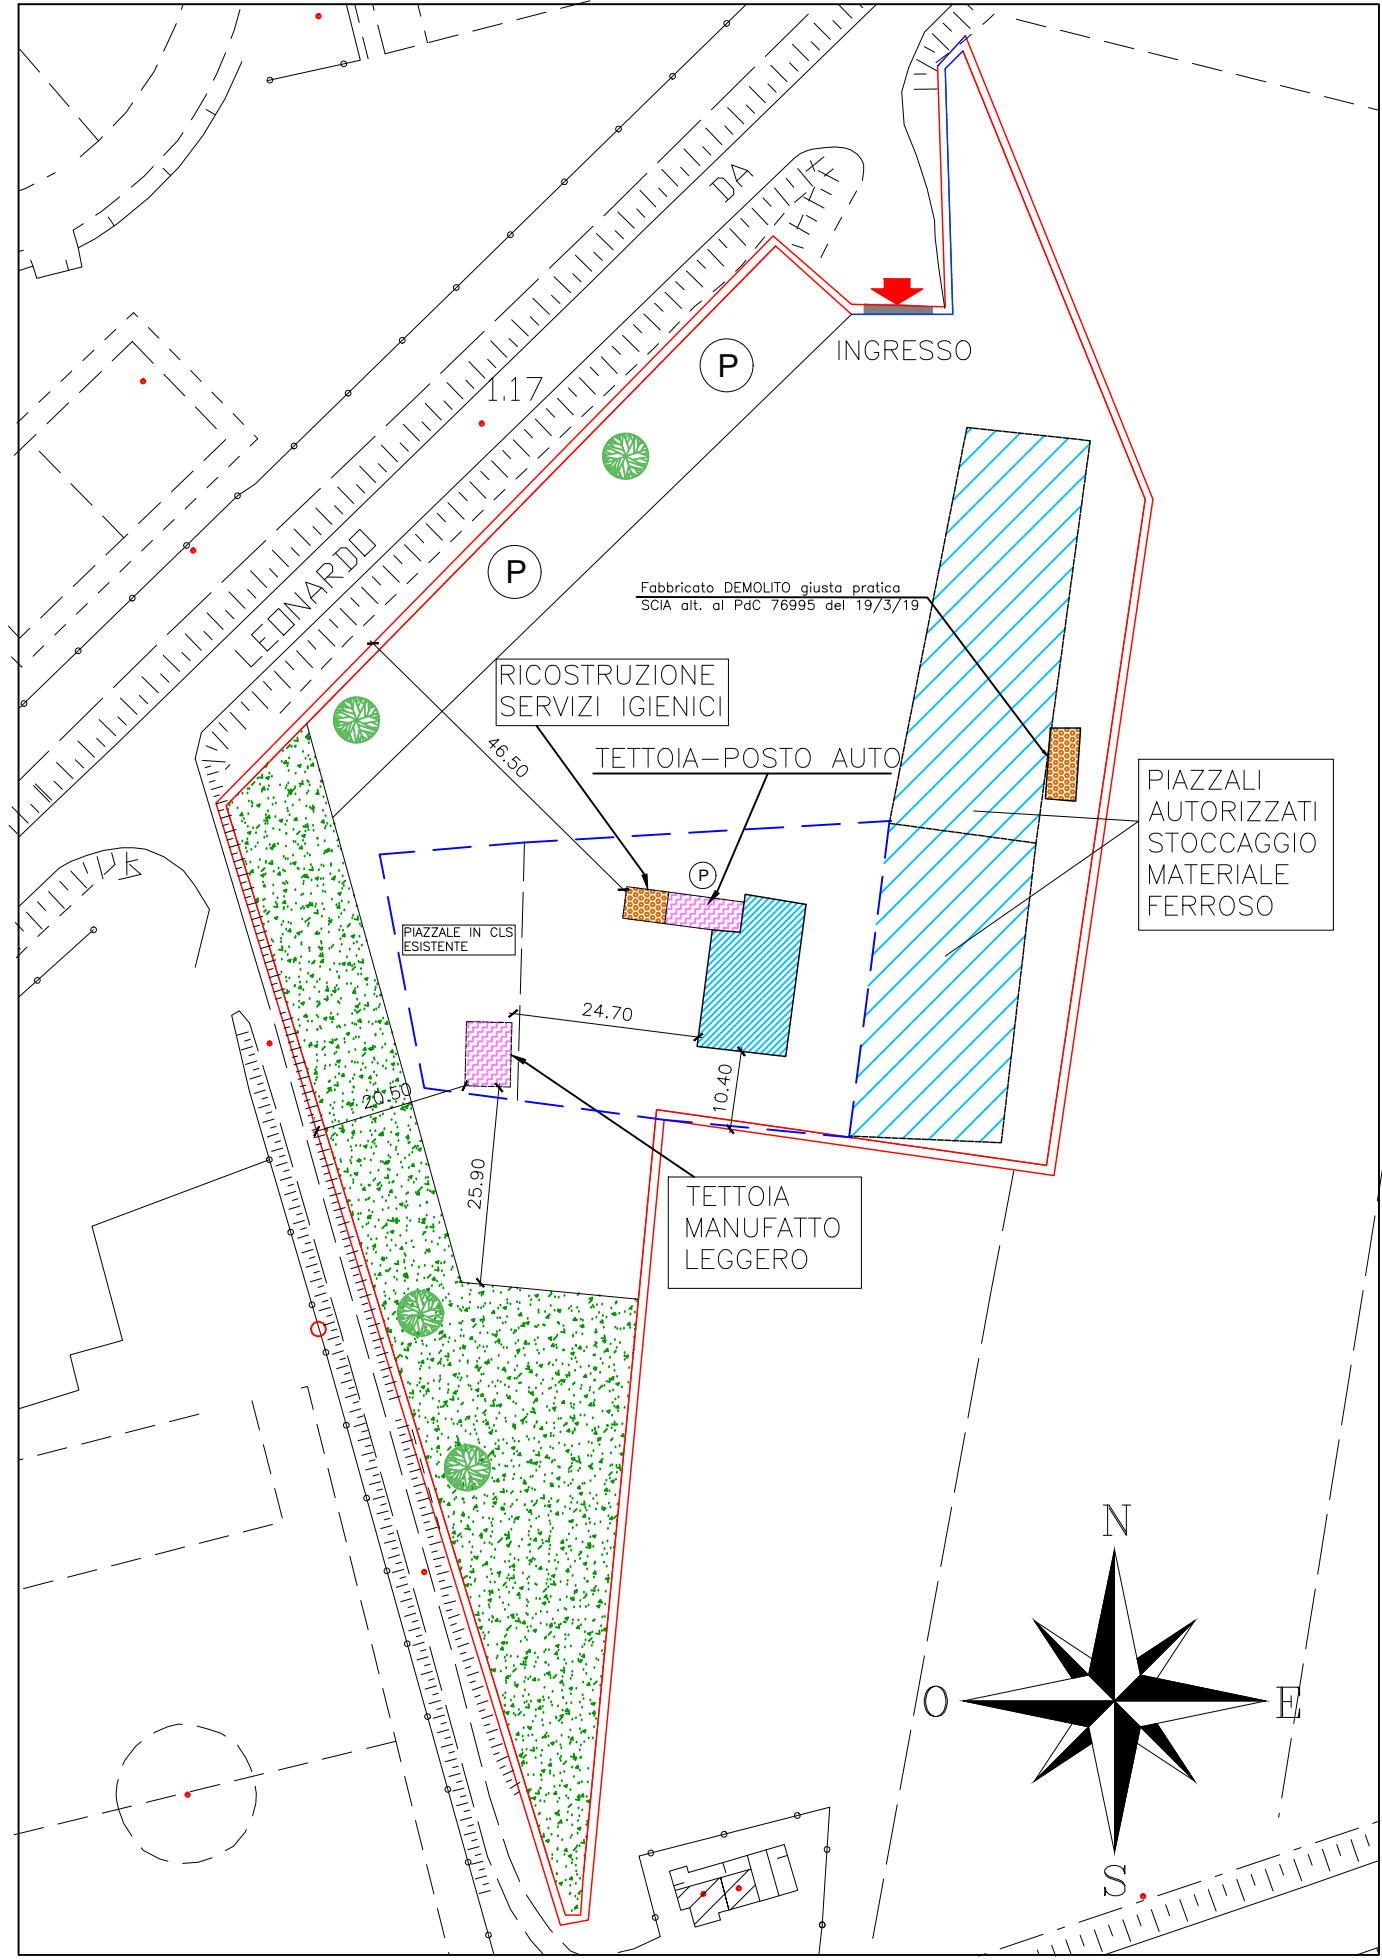 DA
P
INGRESSO
1.17
P
LEONARDO
Fabbricato DEMOLITO giusta pratica
SCIA alt. al PdC 76995 del 19/3/19
RICOSTRUZIONE
SERVIZI IGIENICI
46.50
TETTOIA-POSTO AUTO
PIAZZALI
AUTORIZZATI
STOCCAGGIO
MATERIALE
FERROSO
P
PIAZZALE IN CLS
ESISTENTE
24.70
10.40
20.50
25.90
TETTOIA
MANUFATTO
LEGGERO
N
O
E
S